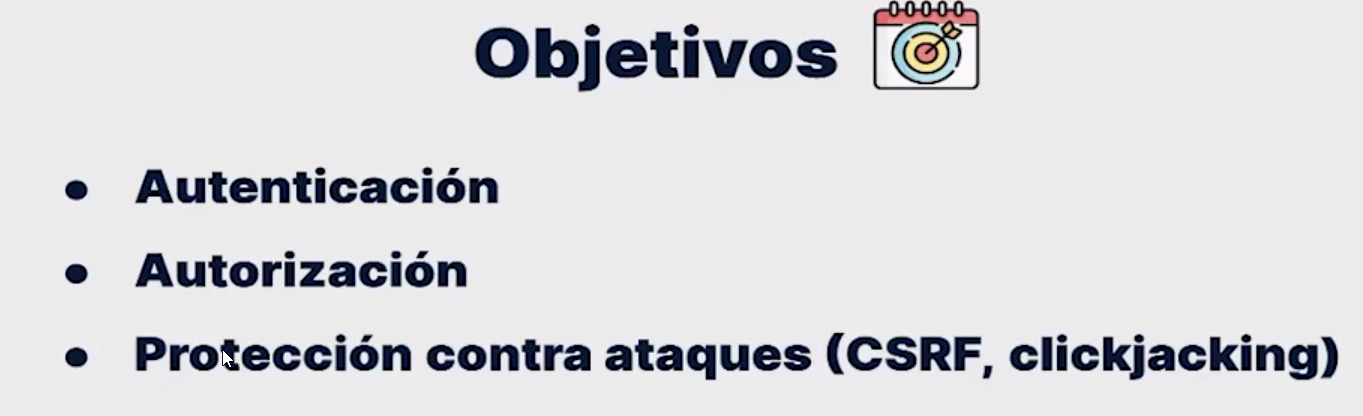 Objetivos
• Autenticación
• Autorización
• Protección contra ataques (CSRF, clickjacking)